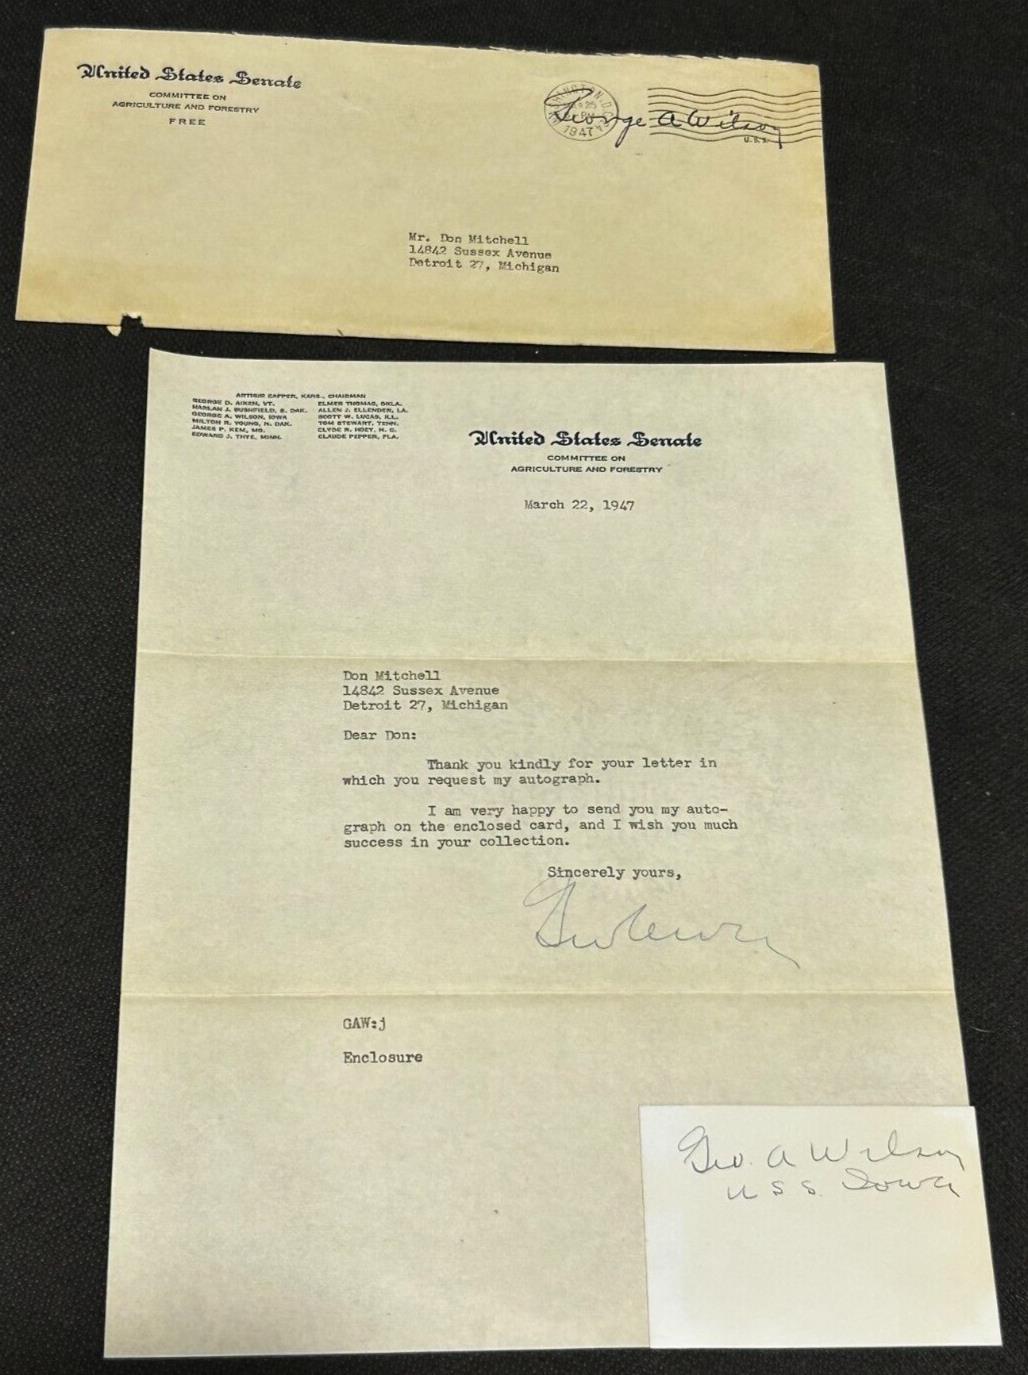 United States Senate
COMMITTEE ON
AGRICULTURE AND FORESTRY
FREE
WASHINGTON, D.C.
1947
George A Wilson
U.S.S.
Mr. Don Mitchell
14842 Sussex Avenue
Detroit 27, Michigan
ARTHUR CAPPER, KANS., CHAIRMAN
GEORGE D. AIKEN, VT.
HARLAN J. BUSHFIELD, S. DAK.
GEORGE A. WILSON, IOWA
MILTON R. YOUNG, N. DAK.
JAMES P. KEM, MO.
EDWARD J. THYE, MINN.
ELMER THOMAS, OKLA.
ALLEN J. ELLENDER, LA.
SCOTT W. LUCAS, ILL.
TOM STEWART, TENN.
CLYDE R. HOEY, N. C.
CLAUDE PEPPER, FLA.
United States Senate
COMMITTEE ON
AGRICULTURE AND FORESTRY
March 22, 1947
Don Mitchell
14842 Sussex Avenue
Detroit 27, Michigan
Dear Don:
Thank you kindly for your letter in
which you request my autograph.
I am very happy to send you my auto-
graph on the enclosed card, and I wish you much
success in your collection.
Sincerely yours,
GAW:j
Enclosure
Geo. A Wilson
U S S. Iowa